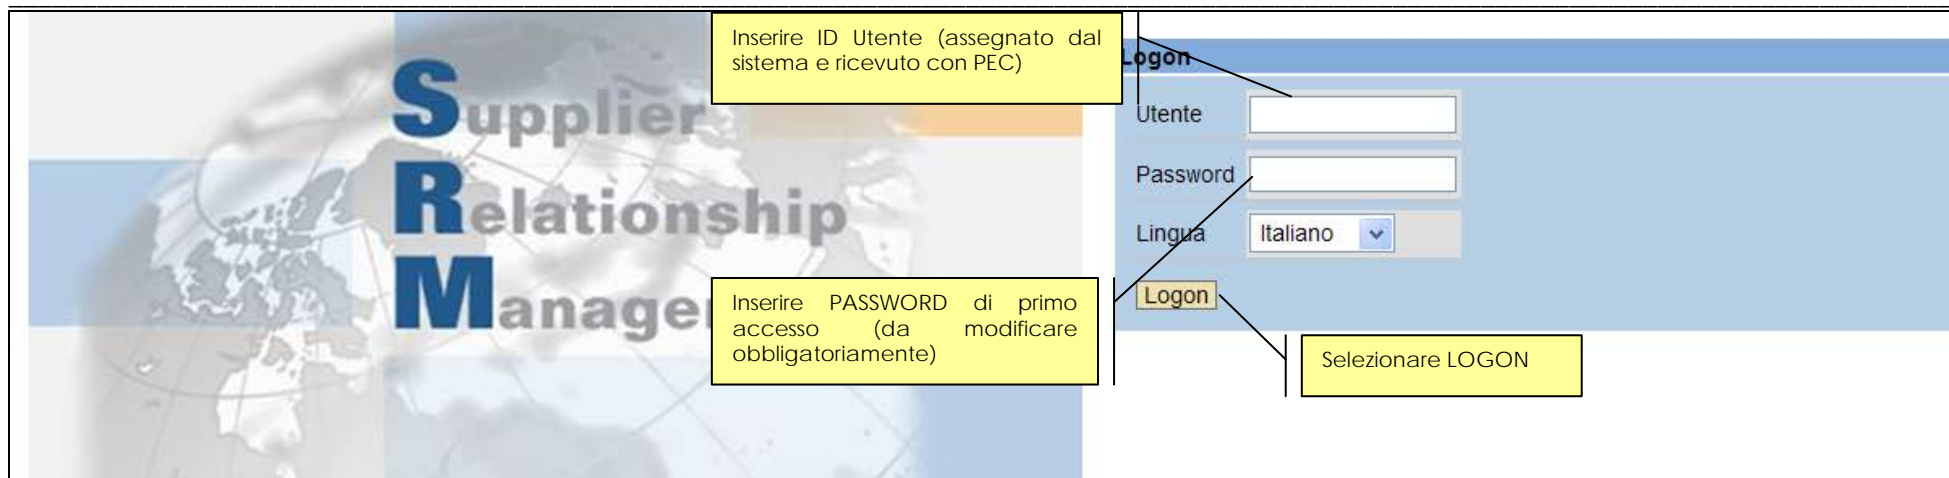 Inserire ID Utente (assegnato dal
sistema e ricevuto con PEC)
Supplier
Relationship
Manage
Inserire PASSWORD di primo
accesso (da modificare
obbligatoriamente)
Logon
Utente
Password
Lingua Italiano
Logon
Selezionare LOGON